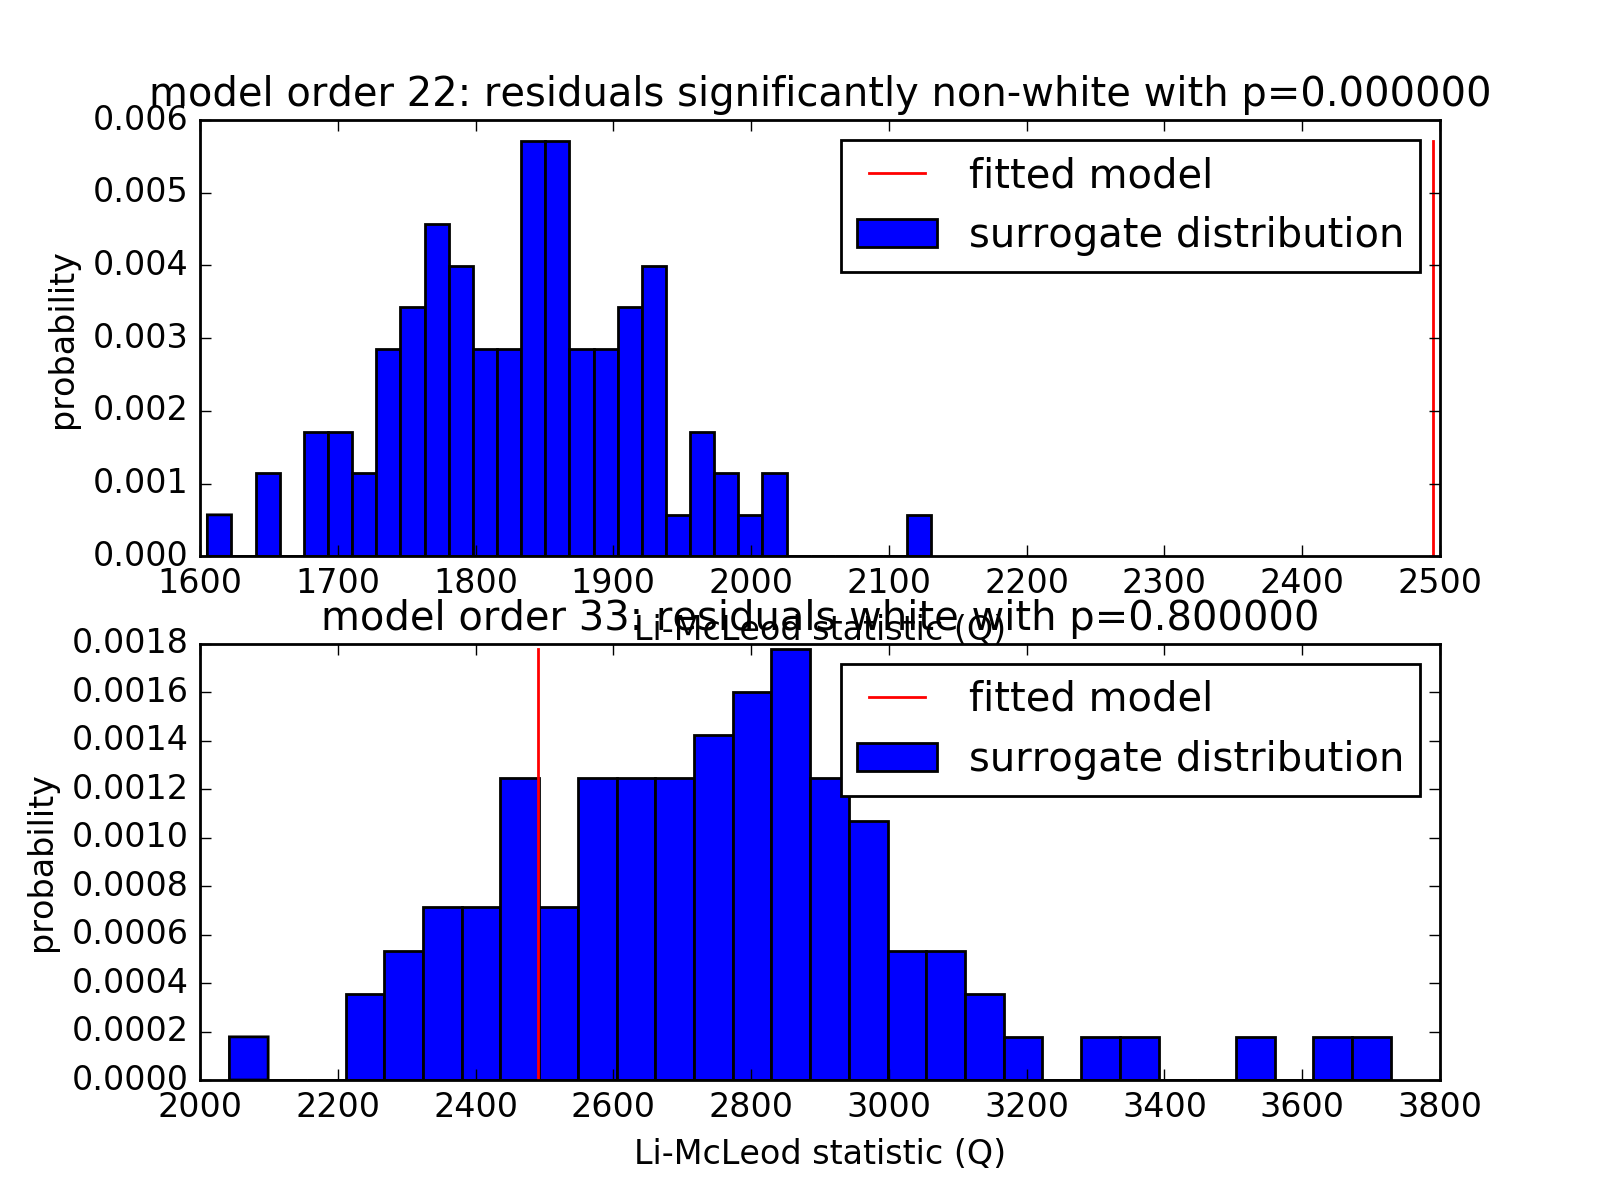 model order 22: residuals significantly non-white with p=0.000000
0.006
0.005
0.004
0.003
0.002
0.001
0.000
probability
fitted model
surrogate distribution
1600 1700 1800 1900 2000 2100 2200 2300 2400 2500
Li-McLeod statistic (Q)
model order 33: residuals white with p=0.800000
0.0018
0.0016
0.0014
0.0012
0.0010
0.0008
0.0006
0.0004
0.0002
0.0000
probability
fitted model
surrogate distribution
2000 2200 2400 2600 2800 3000 3200 3400 3600 3800
Li-McLeod statistic (Q)